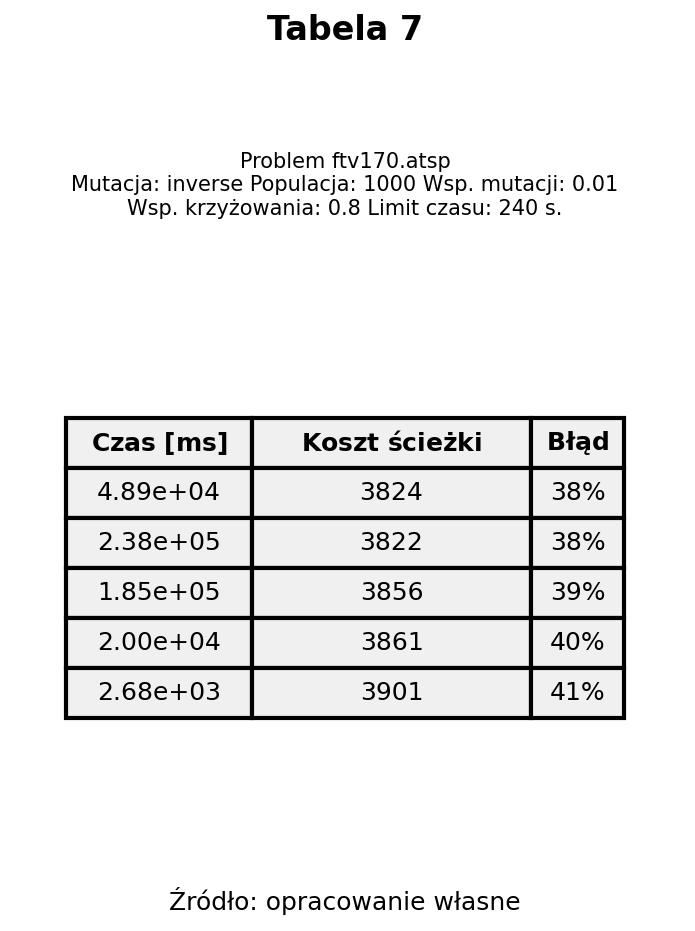 Tabela 7
Problem ftv170.atsp
Mutacja: inverse Populacja: 1000 Wsp. mutacji: 0.01
Wsp. krzyżowania: 0.8 Limit czasu: 240 s.
Czas [ms] Koszt ścieżki Błąd
4.89e+04 3824 38%
2.38e+05 3822 38%
1.85e+05 3856 39%
2.00e+04 3861 40%
2.68e+03 3901 41%
Źródło: opracowanie własne